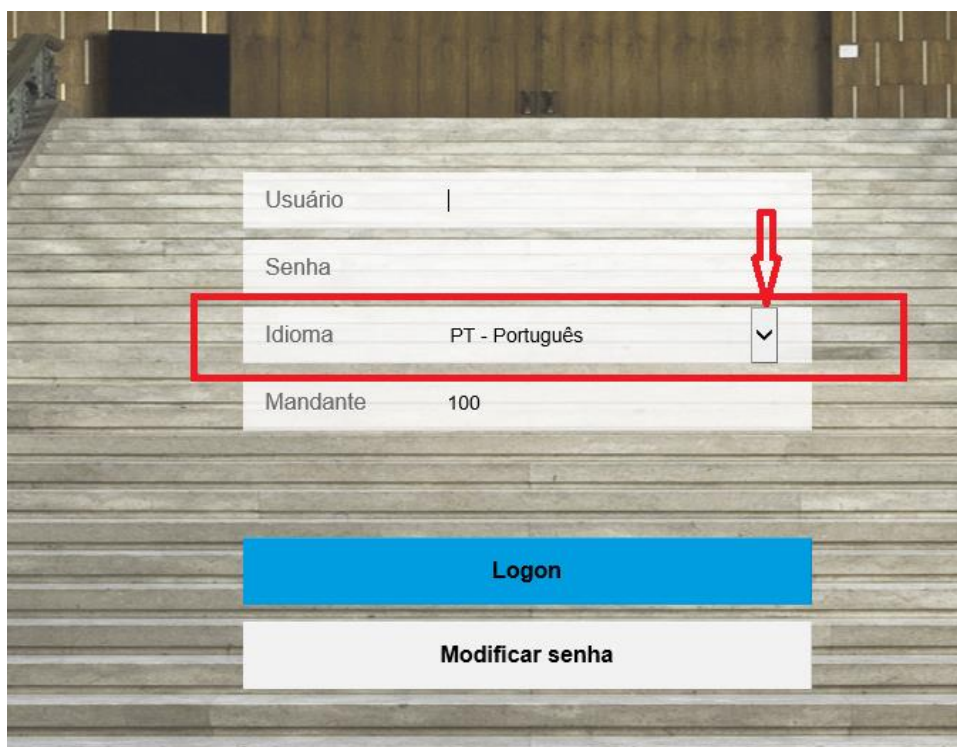 Usuário
Senha
Idioma PT - Português
Mandante 100
Logon
Modificar senha